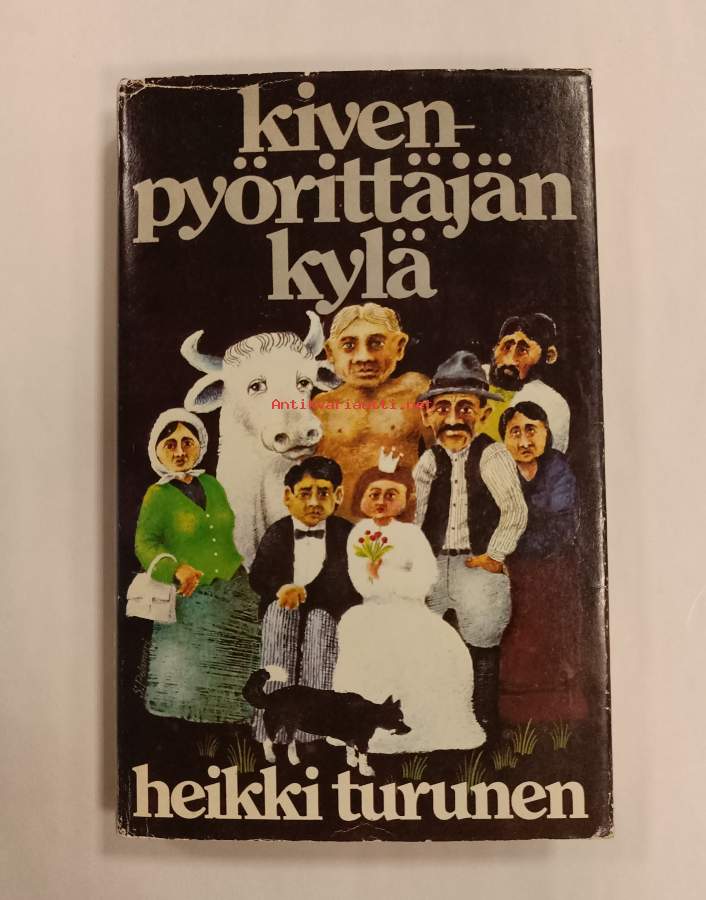 kiven-
pyörittäjän
kylä
Antikvariaatti.net
heikki turunen